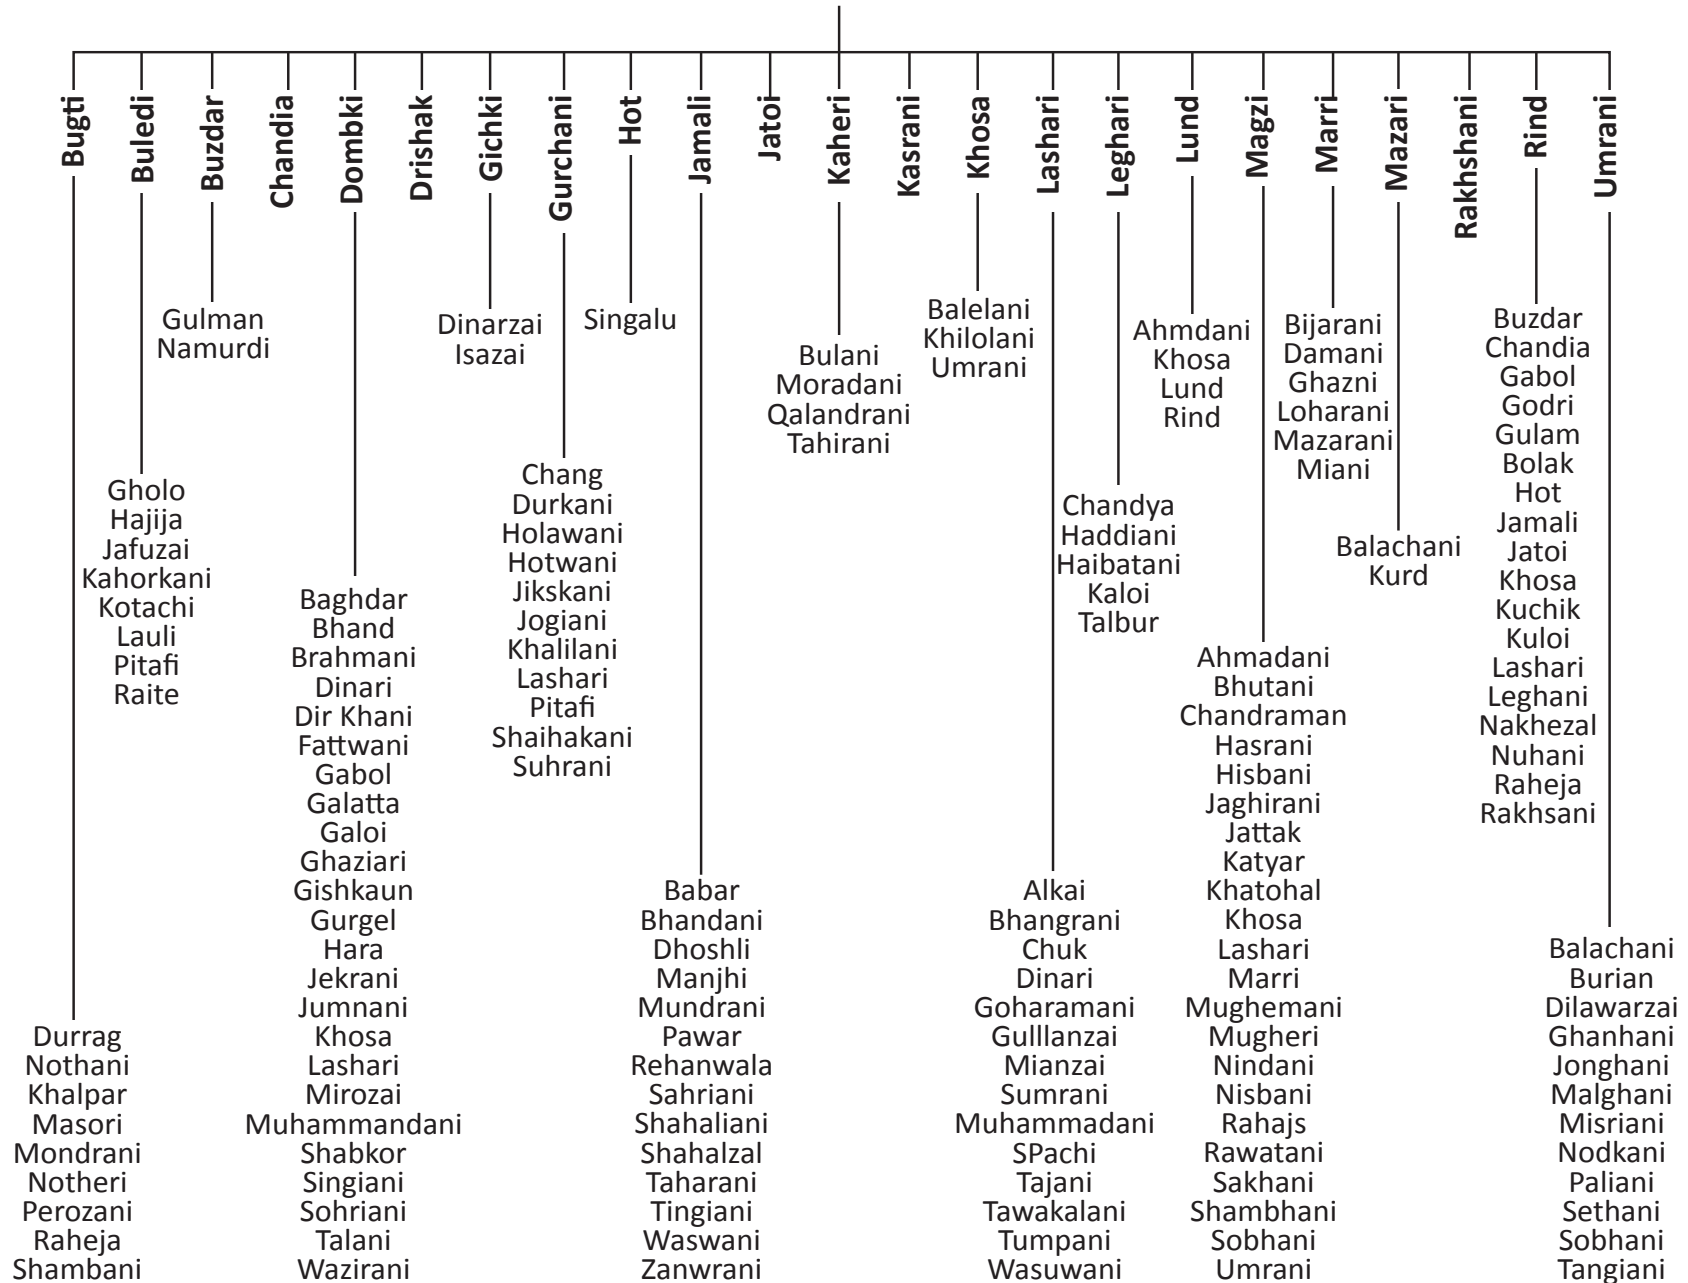 Bugti
Buledi
Buzdar
Chandia
Dombki
Drishak
Gichki
Gurchani
Hot
Jamali
Jatoi
Kaheri
Kasrani
Khosa
Lashari
Leghari
Lund
Magzi
Marri
Mazari
Rakhshani
Rind
Umrani
Durrag
Nothani
Khalpar
Masori
Mondrani
Notheri
Perozani
Raheja
Shambani
Gholo
Hajija
Jafuzai
Kahorkani
Kotachi
Lauli
Pitafi
Raite
Gulman
Namurdi
Baghdar
Bhand
Brahmani
Dinari
Dir Khani
Fattwani
Gabol
Galatta
Galoi
Ghaziari
Gishkaun
Gurgel
Hara
Jekrani
Jumnani
Khosa
Lashari
Mirozai
Muhammandani
Shabkor
Singiani
Sohriani
Talani
Wazirani
Dinarzai
Isazai
Chang
Durkani
Holawani
Hotwani
Jikskani
Jogiani
Khalilani
Lashari
Pitafi
Shaihakani
Suhrani
Singalu
Babar
Bhandani
Dhoshli
Manjhi
Mundrani
Pawar
Rehanwala
Sahriani
Shahaliani
Shahalzal
Taharani
Tingiani
Waswani
Zanwrani
Bulani
Moradani
Qalandrani
Tahirani
Balelani
Khilolani
Umrani
Alkai
Bhangrani
Chuk
Dinari
Goharamani
Gulllanzai
Mianzai
Sumrani
Muhammadani
SPachi
Tajani
Tawakalani
Tumpani
Wasuwani
Chandya
Haddiani
Haibatani
Kaloi
Talbur
Ahmdani
Khosa
Lund
Rind
Ahmadani
Bhutani
Chandraman
Hasrani
Hisbani
Jaghirani
Jattak
Katyar
Khatohal
Khosa
Lashari
Marri
Mughemani
Mugheri
Nindani
Nisbani
Rahajs
Rawatani
Sakhani
Shambhani
Sobhani
Umrani
Bijarani
Damani
Ghazni
Loharani
Mazarani
Miani
Balachani
Kurd
Buzdar
Chandia
Gabol
Godri
Gulam
Bolak
Hot
Jamali
Jatoi
Khosa
Kuchik
Kuloi
Lashari
Leghani
Nakhezal
Nuhani
Raheja
Rakhsani
Balachani
Burian
Dilawarzai
Ghanhani
Jonghani
Malghani
Misriani
Nodkani
Paliani
Sethani
Sobhani
Tangiani